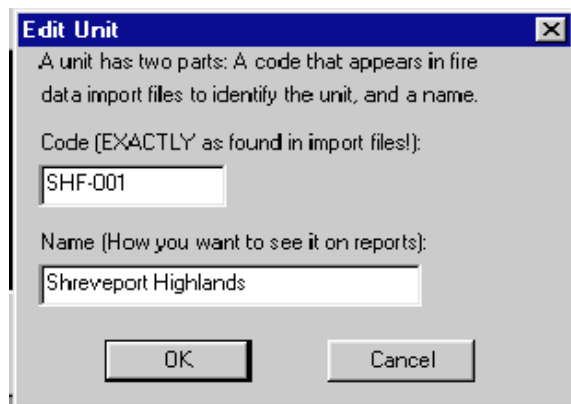 Edit Unit
A unit has two parts: A code that appears in fire
data import files to identify the unit, and a name.
Code (EXACTLY as found in import files!):
SHF-001
Name (How you want to see it on reports):
Shreveport Highlands
OK
Cancel